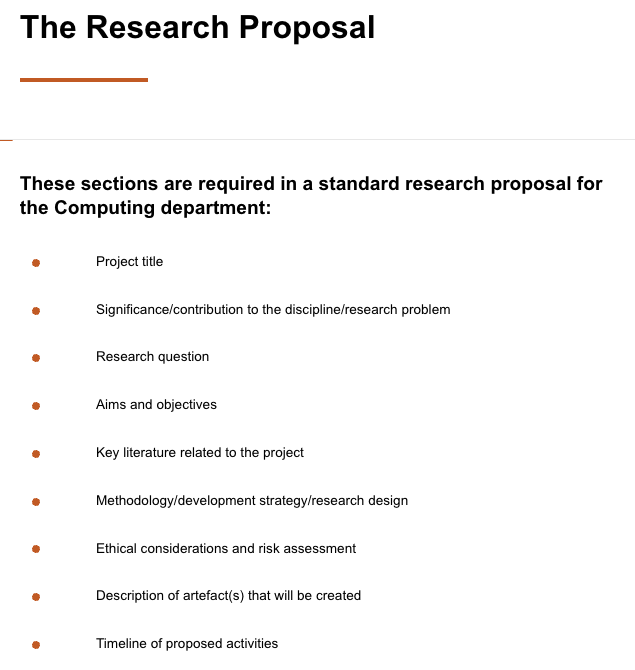 The Research Proposal
These sections are required in a standard research proposal for
the Computing department:
Project title
Significance/contribution to the discipline/research problem
Research question
Aims and objectives
Key literature related to the project
Methodology/development strategy/research design
Ethical considerations and risk assessment
Description of artefact(s) that will be created
Timeline of proposed activities